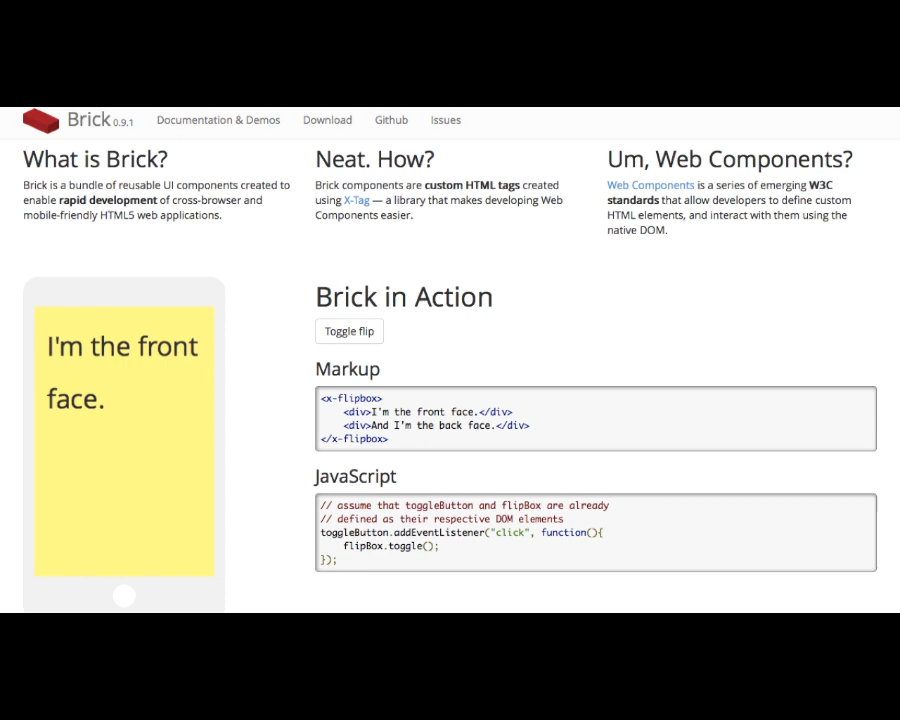 Brick 0.9.1 Documentation & Demos Download Github Issues
What is Brick?
Brick is a bundle of reusable UI components created to
enable rapid development of cross-browser and
mobile-friendly HTML5 web applications.
Neat. How?
Brick components are custom HTML tags created
using X-Tag — a library that makes developing Web
Components easier.
Um, Web Components?
Web Components is a series of emerging W3C
standards that allow developers to define custom
HTML elements, and interact with them using the
native DOM.
I'm the front
face.
Brick in Action
Toggle flip
Markup
<x-flipbox>
    <div>I'm the front face.</div>
    <div>And I'm the back face.</div>
</x-flipbox>
JavaScript
// assume that toggleButton and flipBox are already
// defined as their respective DOM elements
toggleButton.addEventListener("click", function(){
    flipBox.toggle();
});